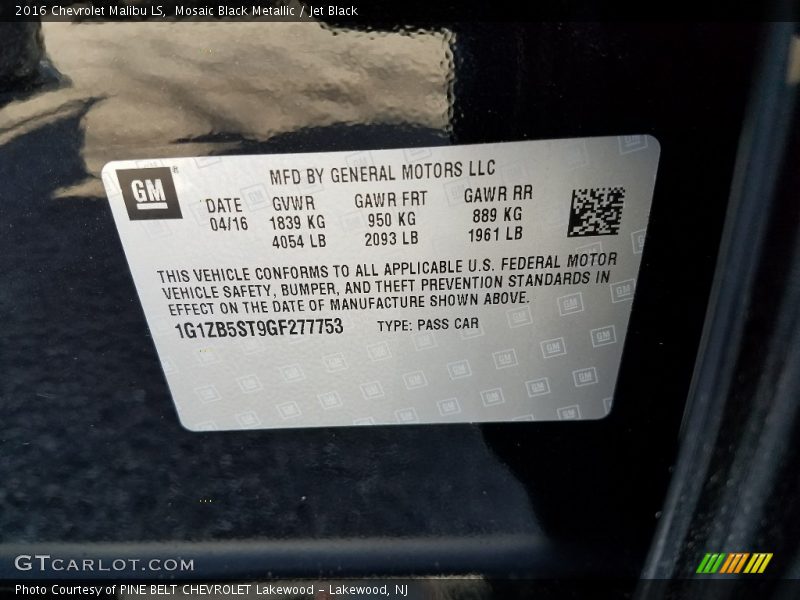 2016 Chevrolet Malibu LS, Mosaic Black Metallic / Jet Black
MFD BY GENERAL MOTORS LLC
GM®
DATE GVWR GAWR FRT GAWR RR
04/16 1839 KG 950 KG 889 KG
4054 LB 2093 LB 1961 LB
THIS VEHICLE CONFORMS TO ALL APPLICABLE U.S. FEDERAL MOTOR
VEHICLE SAFETY, BUMPER, AND THEFT PREVENTION STANDARDS IN
EFFECT ON THE DATE OF MANUFACTURE SHOWN ABOVE.
1G1ZB5ST9GF277753 TYPE: PASS CAR
GTCARLOT.COM
Photo Courtesy of PINE BELT CHEVROLET Lakewood - Lakewood, NJ